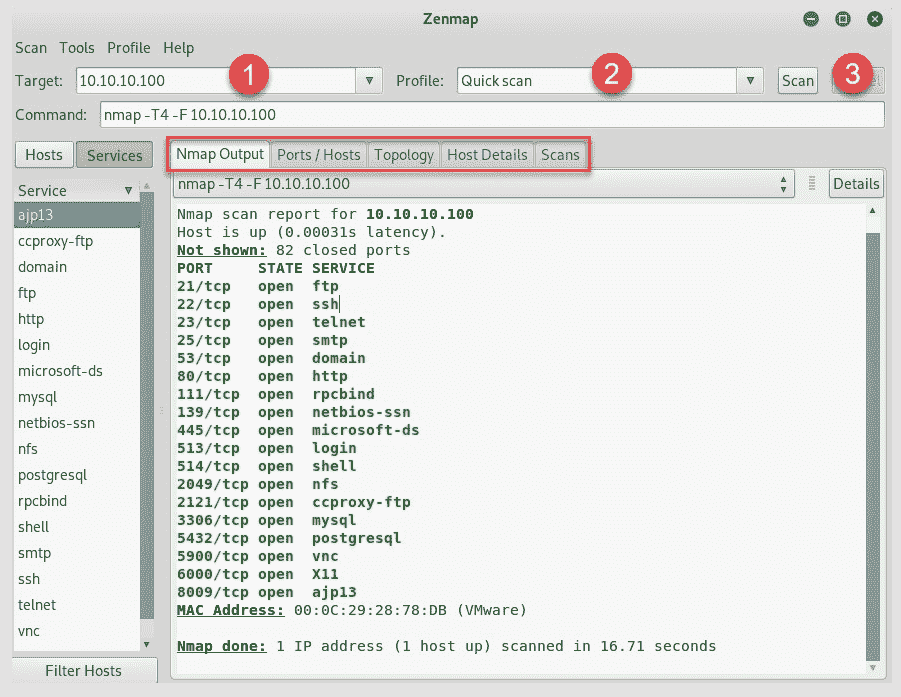 Zenmap
Scan Tools Profile Help
Target: 10.10.10.100 1 Profile: Quick scan 2 Scan 3
Command: nmap -T4 -F 10.10.10.100
Hosts Services Nmap Output Ports / Hosts Topology Host Details Scans
Service
nmap -T4 -F 10.10.10.100 Details
ajp13
ccproxy-ftp
domain
ftp
http
login
microsoft-ds
mysql
netbios-ssn
nfs
postgresql
rpcbind
shell
smtp
ssh
telnet
vnc
Filter Hosts
Nmap scan report for 10.10.10.100
Host is up (0.00031s latency).
Not shown: 82 closed ports
PORT STATE SERVICE
21/tcp open ftp
22/tcp open ssh
23/tcp open telnet
25/tcp open smtp
53/tcp open domain
80/tcp open http
111/tcp open rpcbind
139/tcp open netbios-ssn
445/tcp open microsoft-ds
513/tcp open login
514/tcp open shell
2049/tcp open nfs
2121/tcp open ccproxy-ftp
3306/tcp open mysql
5432/tcp open postgresql
5900/tcp open vnc
6000/tcp open X11
8009/tcp open ajp13
MAC Address: 00:0C:29:28:78:DB (VMware)
Nmap done: 1 IP address (1 host up) scanned in 16.71 seconds